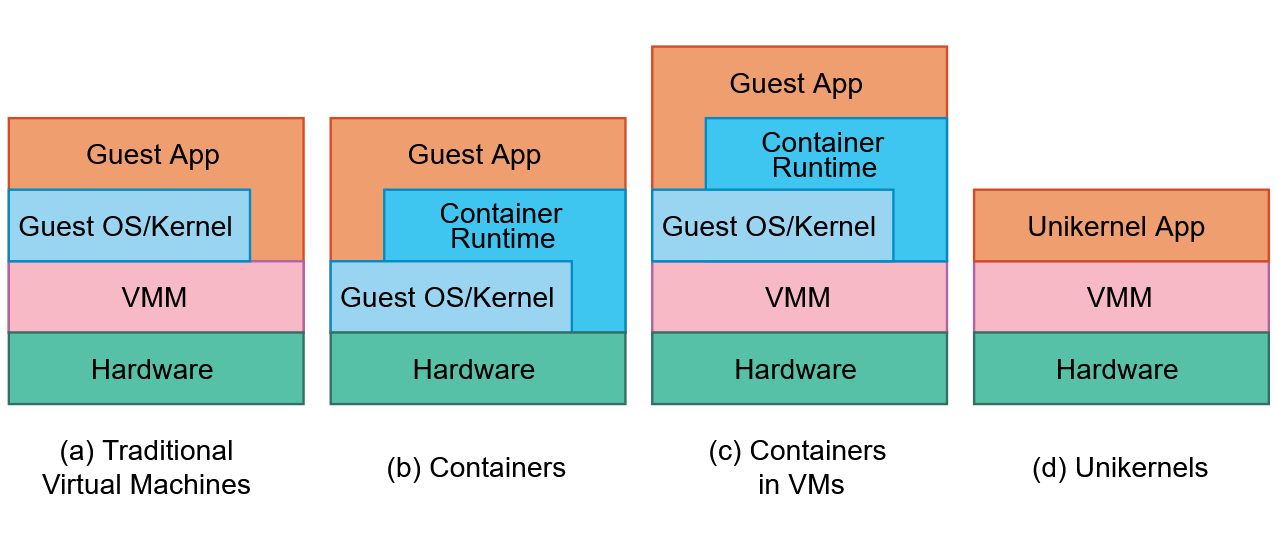 Guest App
Guest OS/Kernel
VMM
Hardware
(a) Traditional
Virtual Machines
Guest App
Container
Runtime
Guest OS/Kernel
Hardware
(b) Containers
Guest App
Container
Runtime
Guest OS/Kernel
VMM
Hardware
(c) Containers
in VMs
Unikernel App
VMM
Hardware
(d) Unikernels